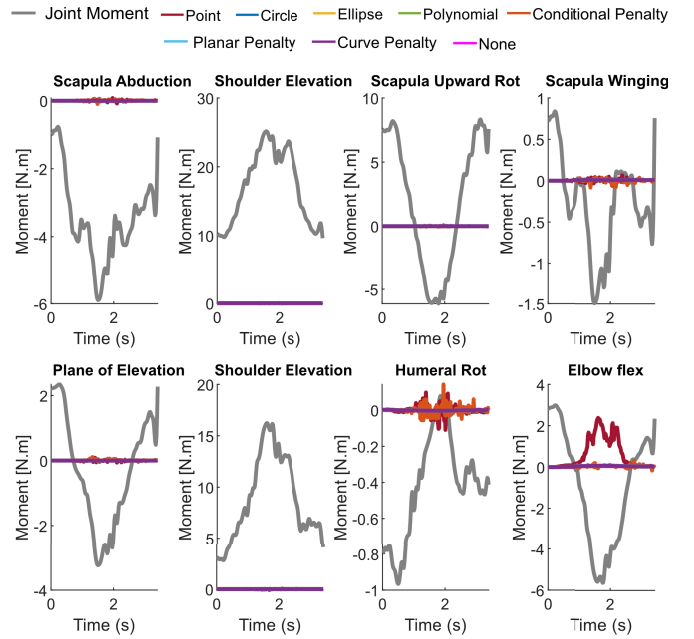 Joint Moment Point Circle Ellipse Polynomial Conditional Penalty
Planar Penalty Curve Penalty None
Scapula Abduction Shoulder Elevation Scapula Upward Rot Scapula Winging
Moment [N.m]
0
-2
-4
-6
0 2
Time (s)
Moment [N.m]
30
20
10
0
0 2
Time (s)
Moment [N.m]
10
5
0
-5
0 2
Time (s)
Moment [N.m]
1
0.5
0
-0.5
-1
-1.5
0 2
Time (s)
Plane of Elevation Shoulder Elevation Humeral Rot Elbow flex
Moment [N.m]
2
0
-2
-4
0 2
Time (s)
Moment [N.m]
20
15
10
5
0
0 2
Time (s)
Moment [N.m]
0
-0.2
-0.4
-0.6
-0.8
-1
0 2
Time (s)
Moment [N.m]
4
2
0
-2
-4
-6
0 2
Time (s)